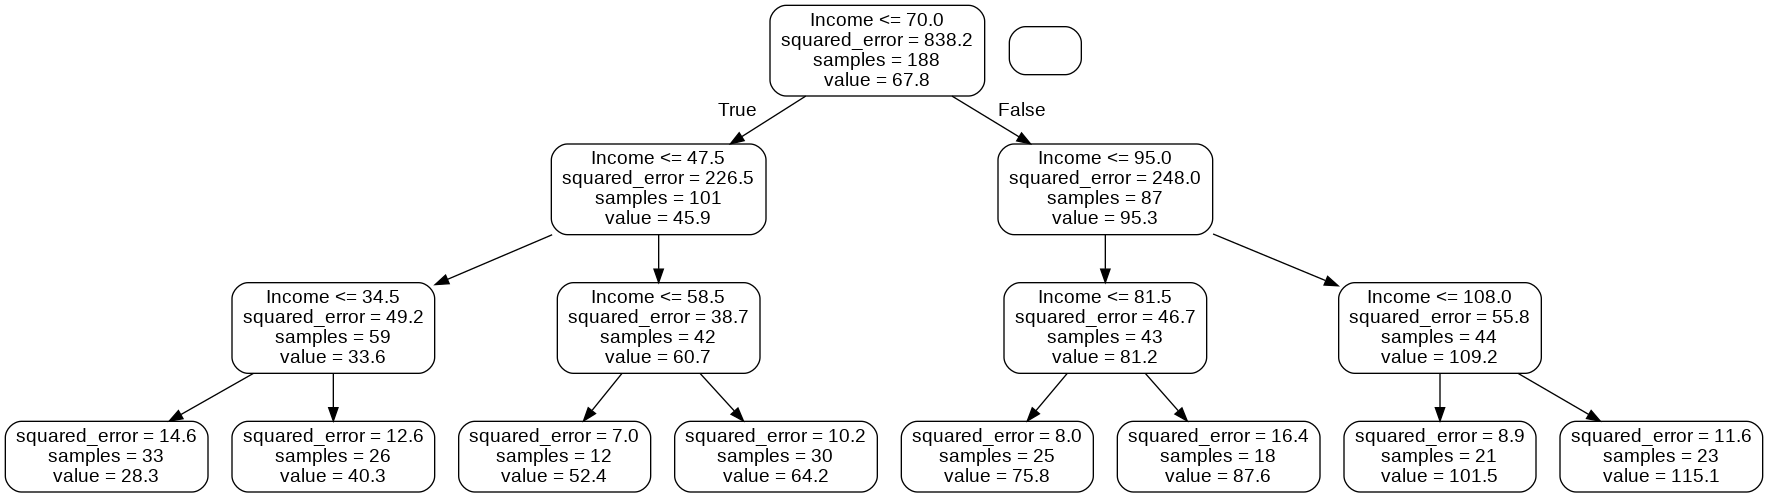 Income <= 70.0
squared_error = 838.2
samples = 188
value = 67.8
True
False
Income <= 47.5
squared_error = 226.5
samples = 101
value = 45.9
Income <= 95.0
squared_error = 248.0
samples = 87
value = 95.3
Income <= 34.5
squared_error = 49.2
samples = 59
value = 33.6
Income <= 58.5
squared_error = 38.7
samples = 42
value = 60.7
Income <= 81.5
squared_error = 46.7
samples = 43
value = 81.2
Income <= 108.0
squared_error = 55.8
samples = 44
value = 109.2
squared_error = 14.6
samples = 33
value = 28.3
squared_error = 12.6
samples = 26
value = 40.3
squared_error = 7.0
samples = 12
value = 52.4
squared_error = 10.2
samples = 30
value = 64.2
squared_error = 8.0
samples = 25
value = 75.8
squared_error = 16.4
samples = 18
value = 87.6
squared_error = 8.9
samples = 21
value = 101.5
squared_error = 11.6
samples = 23
value = 115.1